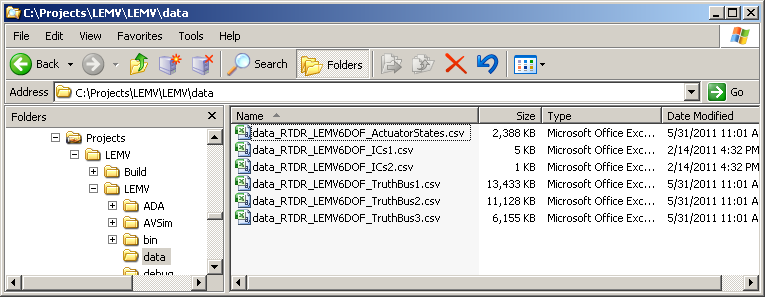 C:\Projects\LEMV\LEMV\data
File Edit View Favorites Tools Help
Back Search Folders
Address C:\Projects\LEMV\LEMV\data Go
Folders
Projects
LEMV
Build
LEMV
ADA
AVSim
bin
data
debug
Name Size Type Date Modified
data_RTDR_LEMV6DOF_ActuatorStates.csv 2,388 KB Microsoft Office Exc... 5/31/2011 11:01 A
data_RTDR_LEMV6DOF_ICs1.csv 5 KB Microsoft Office Exc... 2/14/2011 4:32 PM
data_RTDR_LEMV6DOF_ICs2.csv 1 KB Microsoft Office Exc... 2/14/2011 4:32 PM
data_RTDR_LEMV6DOF_TruthBus1.csv 13,433 KB Microsoft Office Exc... 5/31/2011 11:01 A
data_RTDR_LEMV6DOF_TruthBus2.csv 11,128 KB Microsoft Office Exc... 5/31/2011 11:01 A
data_RTDR_LEMV6DOF_TruthBus3.csv 6,155 KB Microsoft Office Exc... 5/31/2011 11:01 A